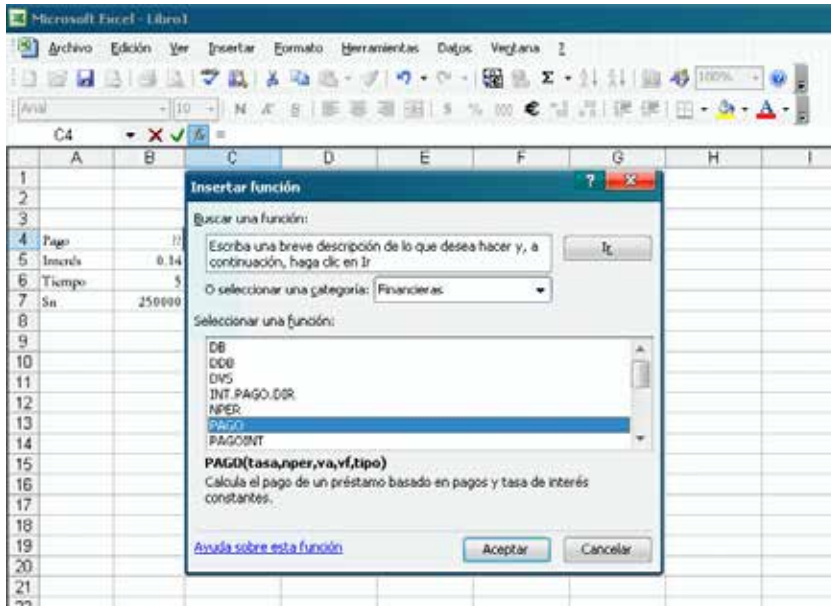 Microsoft Excel - Libro1
Archivo Edición Ver Insertar Formato Herramientas Datos Ventana ?
100%
Arial 10 N K S $ % 000 €
C4 fx =
A B C D E F G H I
1
2
3
4 Pago ??
5 Interés 0.14
6 Tiempo 5
7 Sn 250000
8
9
10
11
12
13
14
15
16
17
18
19
20
21
22
Insertar función
Buscar una función:
Escriba una breve descripción de lo que desea hacer y, a
continuación, haga clic en Ir
Ir
O seleccionar una categoría: Financieras
Seleccionar una función:
DB
DDB
DVS
INT.PAGO.DIR
NPER
PAGO
PAGOINT
PAGO(tasa,nper,va,vf,tipo)
Calcula el pago de un préstamo basado en pagos y tasa de interés
constantes.
Ayuda sobre esta función
Aceptar Cancelar